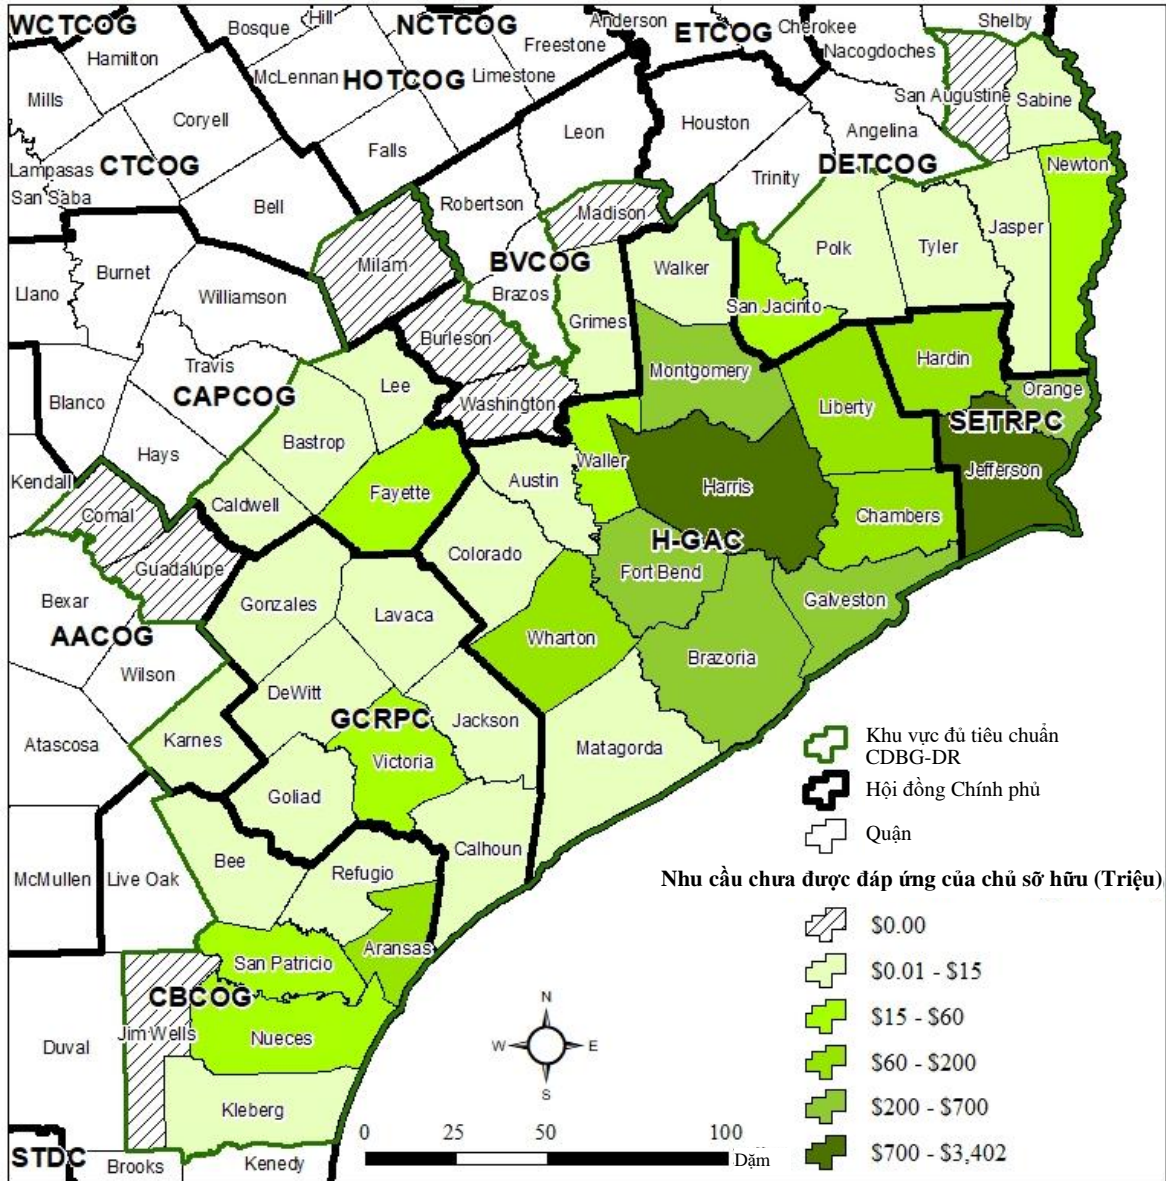 WCTCOG
Bosque
Hill
NCTCOG
Anderson
ETCOG
Cherokee
Shelby
Hamilton
Freestone
Nacogdoches
McLennan
HOTCOG
Limestone
San Augustine
Sabine
Mills
Coryell
Leon
Houston
Angelina
Falls
DETCOG
Newton
Lampasas
CTCOG
Trinity
San Saba
Bell
Robertson
Madison
Jasper
Polk
Tyler
Milam
BVCOG
Walker
Burnet
Llano
Williamson
Brazos
San Jacinto
Grimes
Burleson
Travis
Hardin
Montgomery
Lee
Orange
CAPCOG
Washington
Blanco
Liberty
SETRPC
Bastrop
Hays
Waller
Jefferson
Kendall
Austin
Harris
Fayette
Caldwell
Comal
Chambers
H-GAC
Colorado
Guadalupe
Fort Bend
Bexar
Gonzales
Galveston
Lavaca
AACOG
Wharton
Wilson
Brazoria
DeWitt
GCRPC
Jackson
Karnes
Atascosa
Matagorda
Victoria
Goliad
Calhoun
Bee
Refugio
McMullen
Live Oak
Aransas
San Patricio
CBCOG
Jim Wells
Nueces
Duval
Kleberg
STDC
Brooks
Kenedy
N
W
E
S
0
25
50
100
Dặm
Khu vực đủ tiêu chuẩn
CDBG-DR
Hội đồng Chính phủ
Quận
Nhu cầu chưa được đáp ứng của chủ sỡ hữu (Triệu)
$0.00
$0.01 - $15
$15 - $60
$60 - $200
$200 - $700
$700 - $3,402